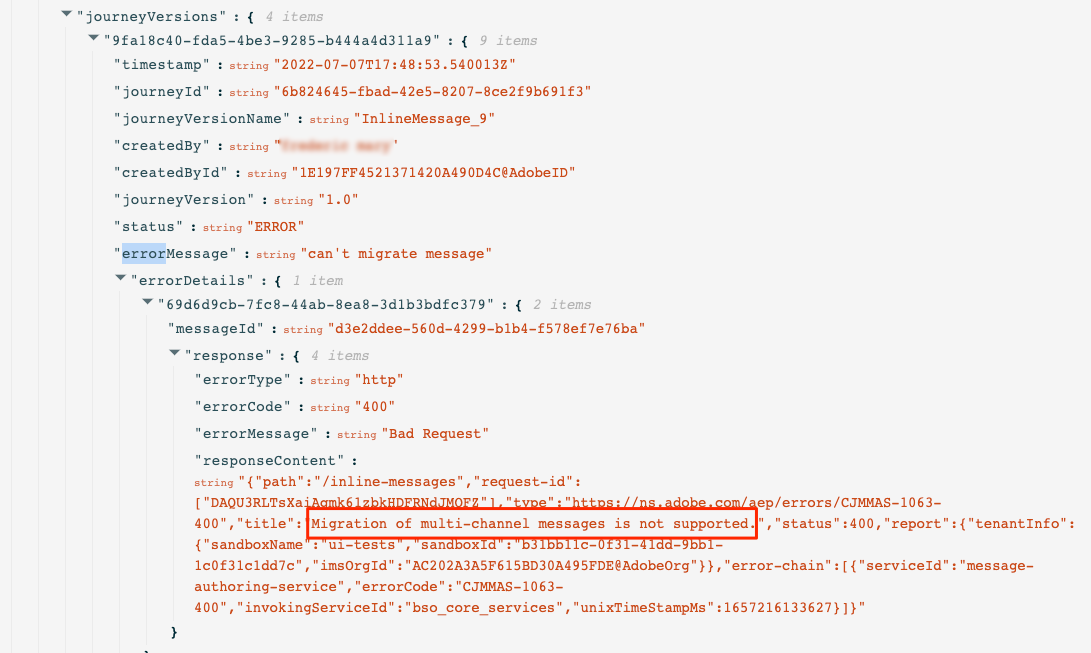 "journeyVersions" : { 4 items
"9fa18c40-fda5-4be3-9285-b444a4d311a9" : { 9 items
"timestamp" : string "2022-07-07T17:48:53.540013Z"
"journeyId" : string "6b824645-fbad-42e5-8207-8ce2f9b691f3"
"journeyVersionName" : string "InlineMessage_9"
"createdBy" : string "
"createdById" : string "1E197FF4521371420A490D4C@AdobeID"
"journeyVersion" : string "1.0"
"status" : string "ERROR"
"errorMessage" : string "can't migrate message"
"errorDetails" : { 1 item
"69d6d9cb-7fc8-44ab-8ea8-3d1b3bdfc379" : { 2 items
"messageId" : string "d3e2ddee-560d-4299-b1b4-f578ef7e76ba"
"response" : { 4 items
"errorType" : string "http"
"errorCode" : string "400"
"errorMessage" : string "Bad Request"
"responseContent" :
string "{"path":"/inline-messages","request-id":
"type":"https://ns.adobe.com/aep/errors/CJMMAS-1063-
400","title":"Migration of multi-channel messages is not supported.","status":400,"report":{"tenantInfo":
{"sandboxName":"ui-tests","sandboxId":"b31bb11c-0f31-41dd-9bb1-
1c0f31c1dd7c","imsOrgId":"AC202A3A5F615BD30A495FDE@AdobeOrg"}},"error-chain":[{"serviceId":"message-
authoring-service","errorCode":"CJMMAS-1063-
400","invokingServiceId":"bso_core_services","unixTimeStampMs":1657216133627}]}"
}